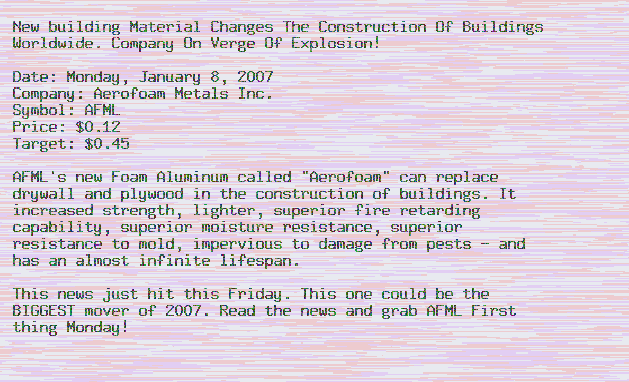 New building Material Changes The Construction Of Buildings
Worldwide. Company On Verge Of Explosion!
Date: Monday, January 8, 2007
Company: Aerofoam Metals Inc.
Symbol: AFML
Price: $0.12
Target: $0.45
AFML's new Foam Aluminum called "Aerofoam" can replace
drywall and plywood in the construction of buildings. It
increased strength, lighter, superior fire retarding
capability, superior moisture resistance, superior
resistance to mold, impervious to damage from pests - and
has an almost infinite lifespan.
This news just hit this Friday. This one could be the
BIGGEST mover of 2007. Read the news and grab AFML First
thing Monday!